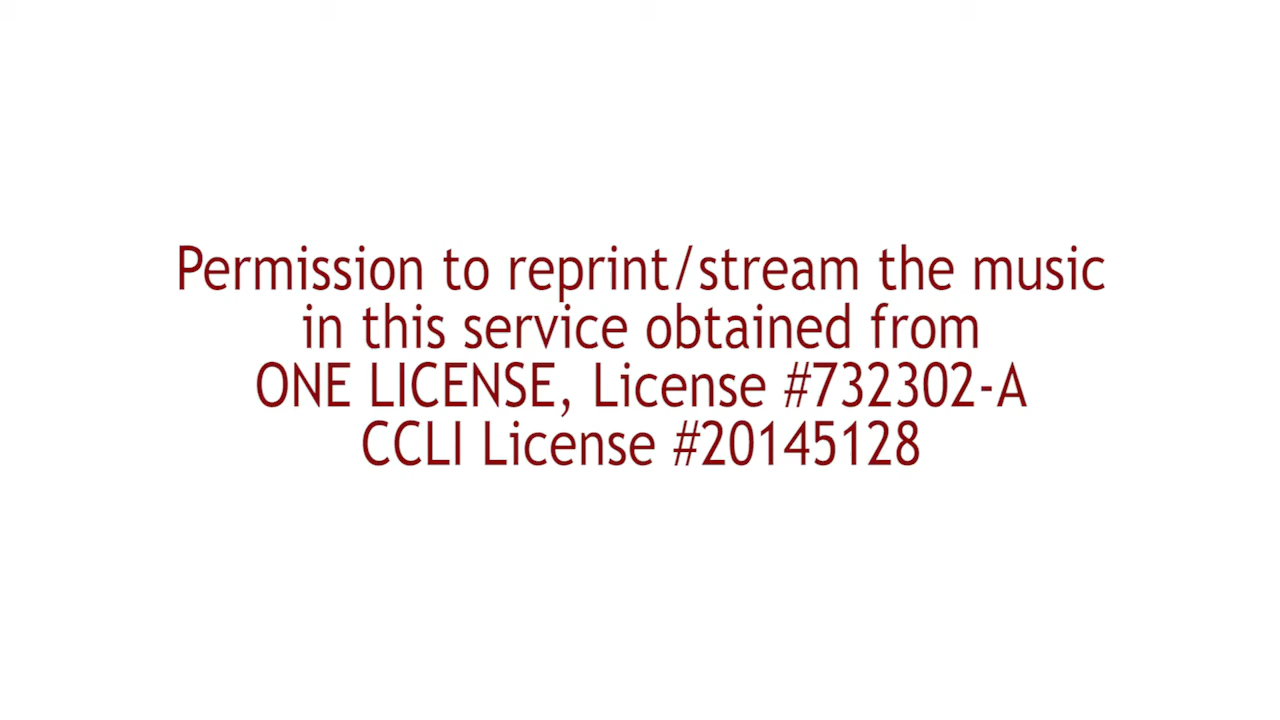 Permission to reprint/stream the music
in this service obtained from
ONE LICENSE, License #732302-A
CCLI License #20145128